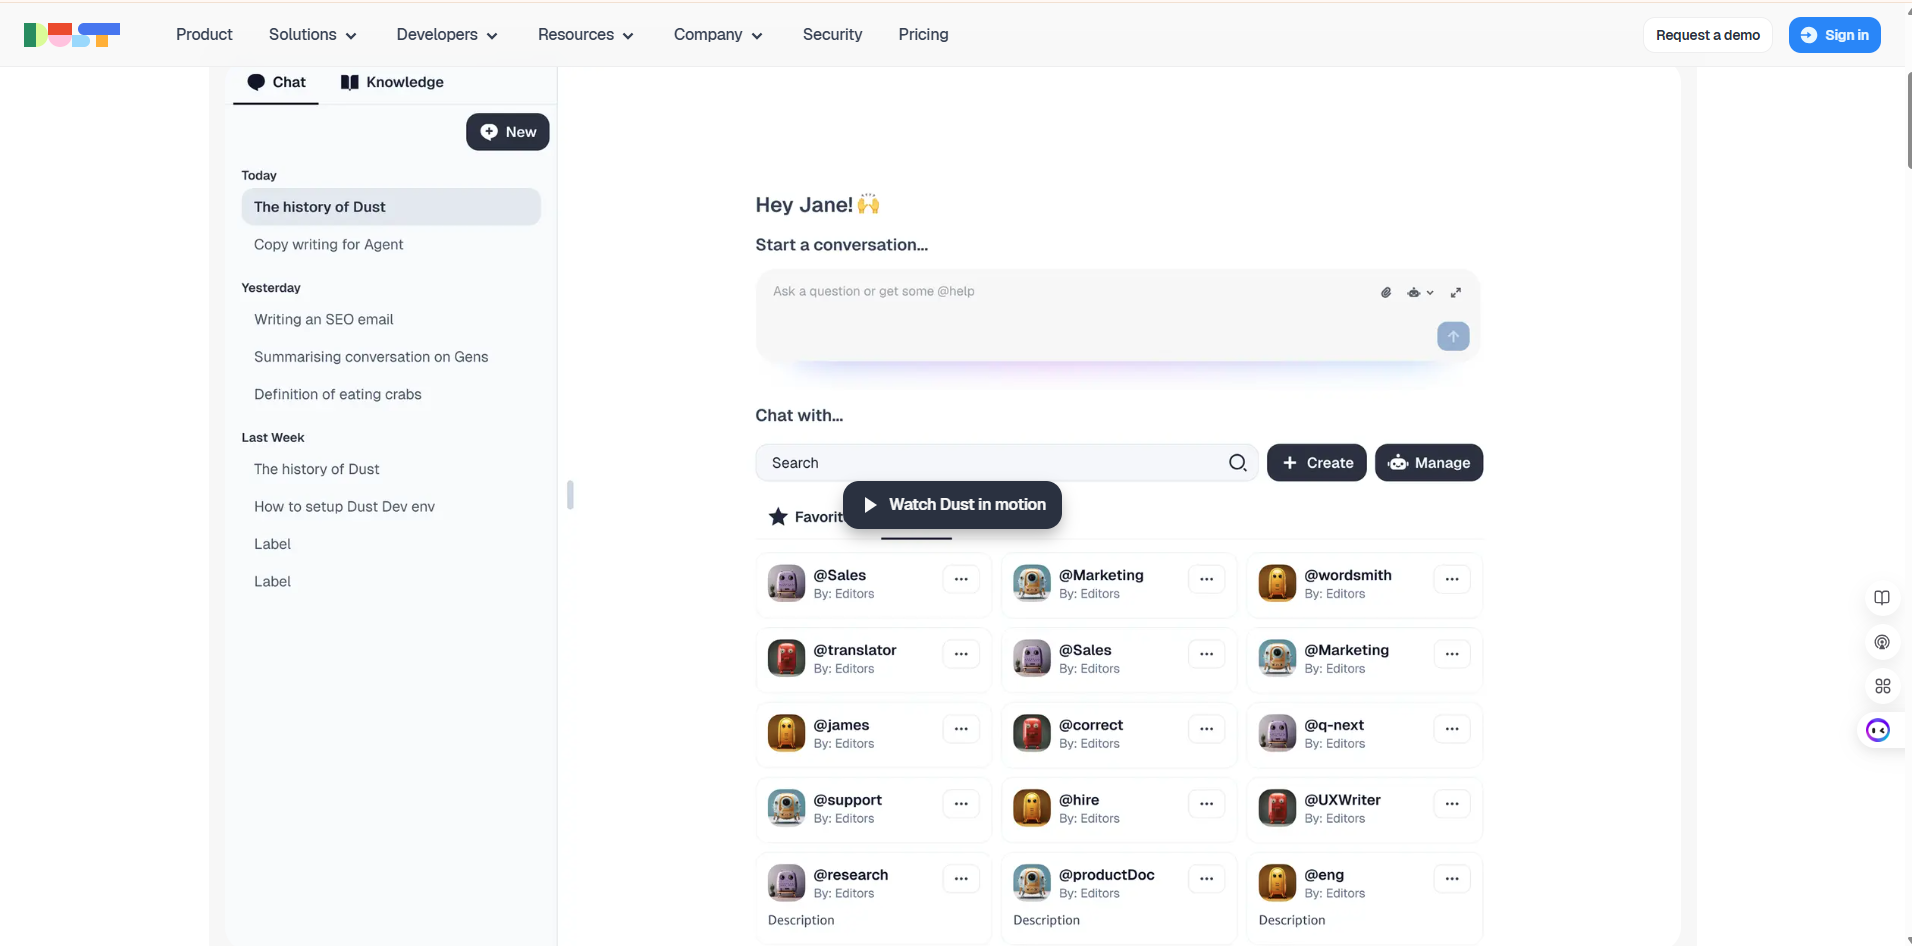 DUST
Product Solutions Developers Resources Company Security Pricing Request a demo Sign in
Chat Knowledge
New
Today
The history of Dust
Copy writing for Agent
Yesterday
Writing an SEO email
Summarising conversation on Gens
Definition of eating crabs
Last Week
The history of Dust
How to setup Dust Dev env
Label
Label
Hey Jane!
Start a conversation...
Ask a question or get some @help
Chat with...
Search Create Manage
Watch Dust in motion
@Sales @Marketing @wordsmith
By: Editors By: Editors By: Editors
@translator @Sales @Marketing
By: Editors By: Editors By: Editors
@james @correct @q-next
By: Editors By: Editors By: Editors
@support @hire @UXWriter
By: Editors By: Editors By: Editors
@research @productDoc @eng
By: Editors By: Editors By: Editors
Description Description Description